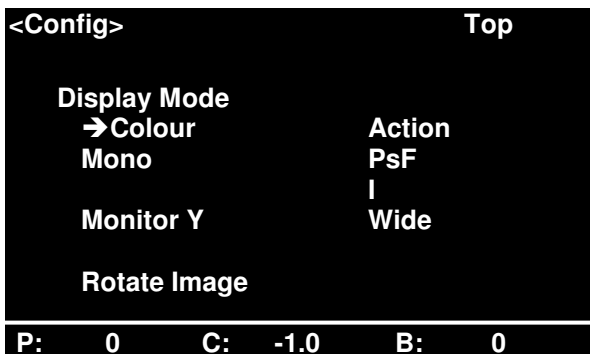 <Config> Top
Display Mode
➔Colour Action
Mono PsF
I
Monitor Y Wide
Rotate Image
P: 0 C: -1.0 B: 0